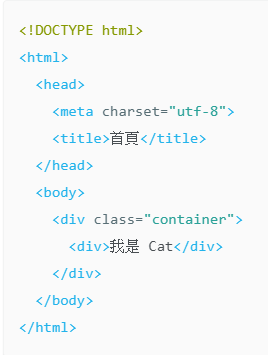 <!DOCTYPE html>
<html>
  <head>
    <meta charset="utf-8">
    <title>首頁</title>
  </head>
  <body>
    <div class="container">
      <div>我是 Cat</div>
    </div>
  </body>
</html>